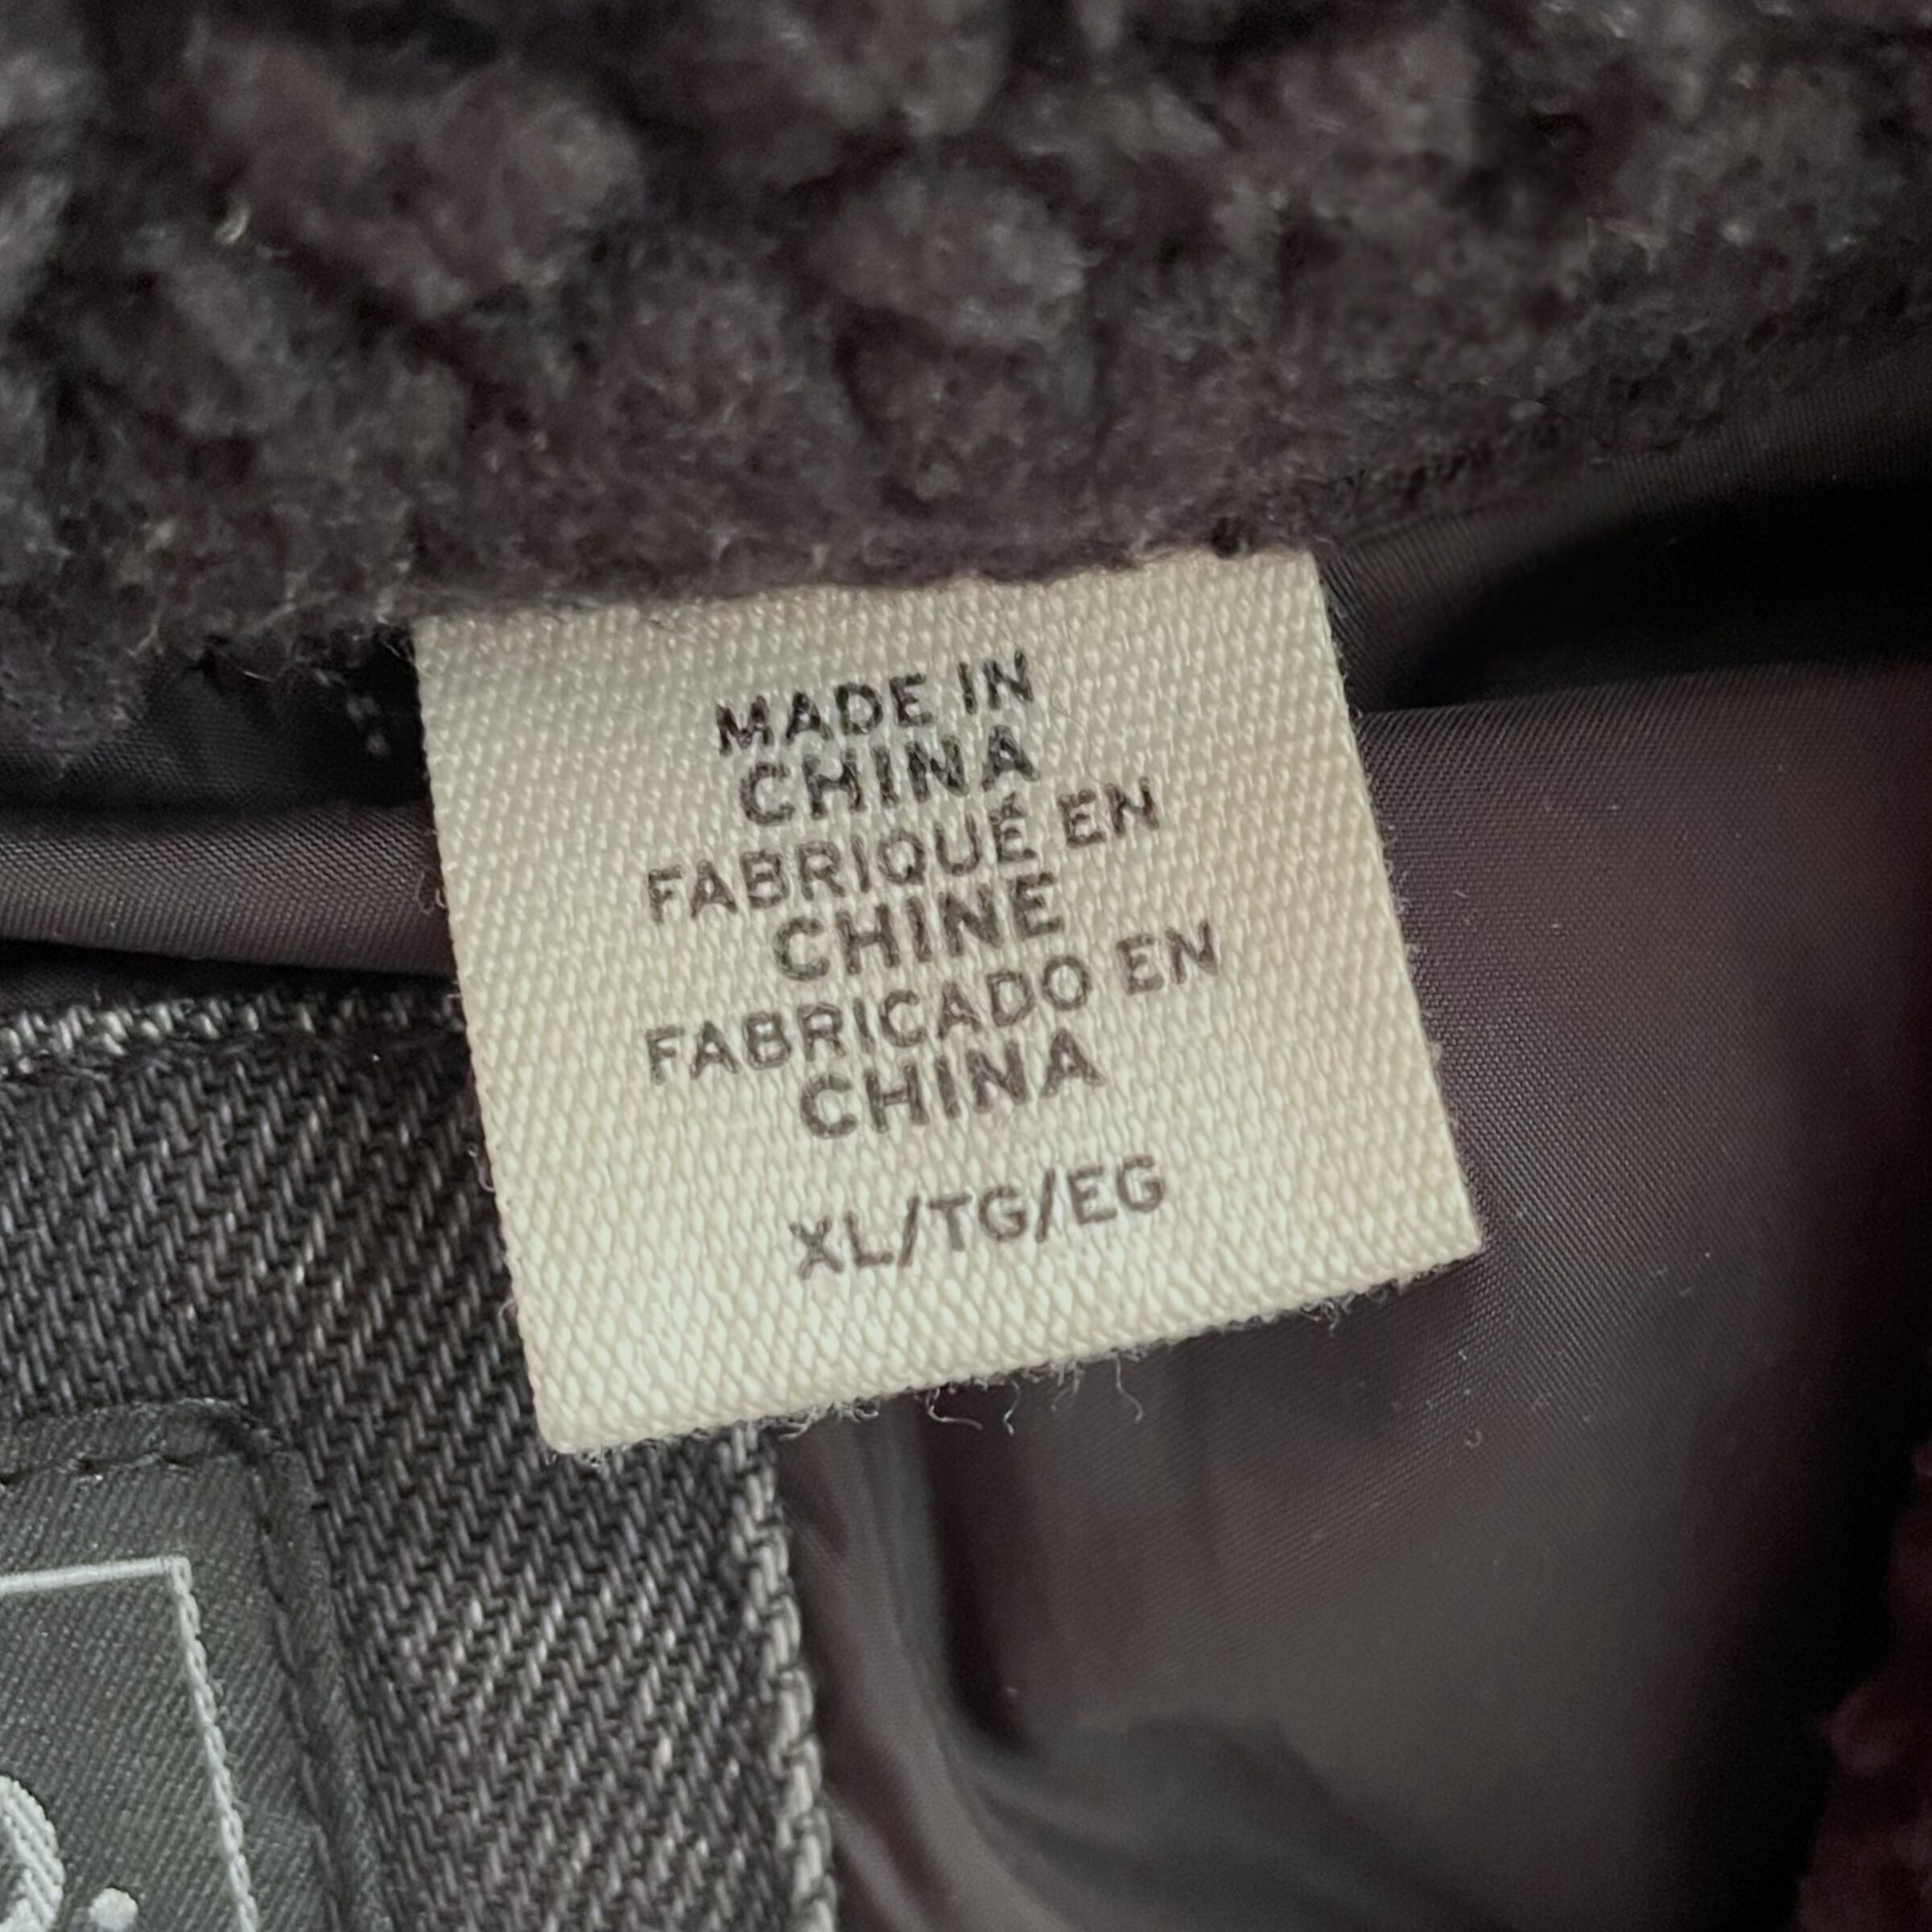 MADE IN
CHINA
FABRIQUÉ EN
CHINE
FABRICADO EN
CHINA
XL/TG/EG